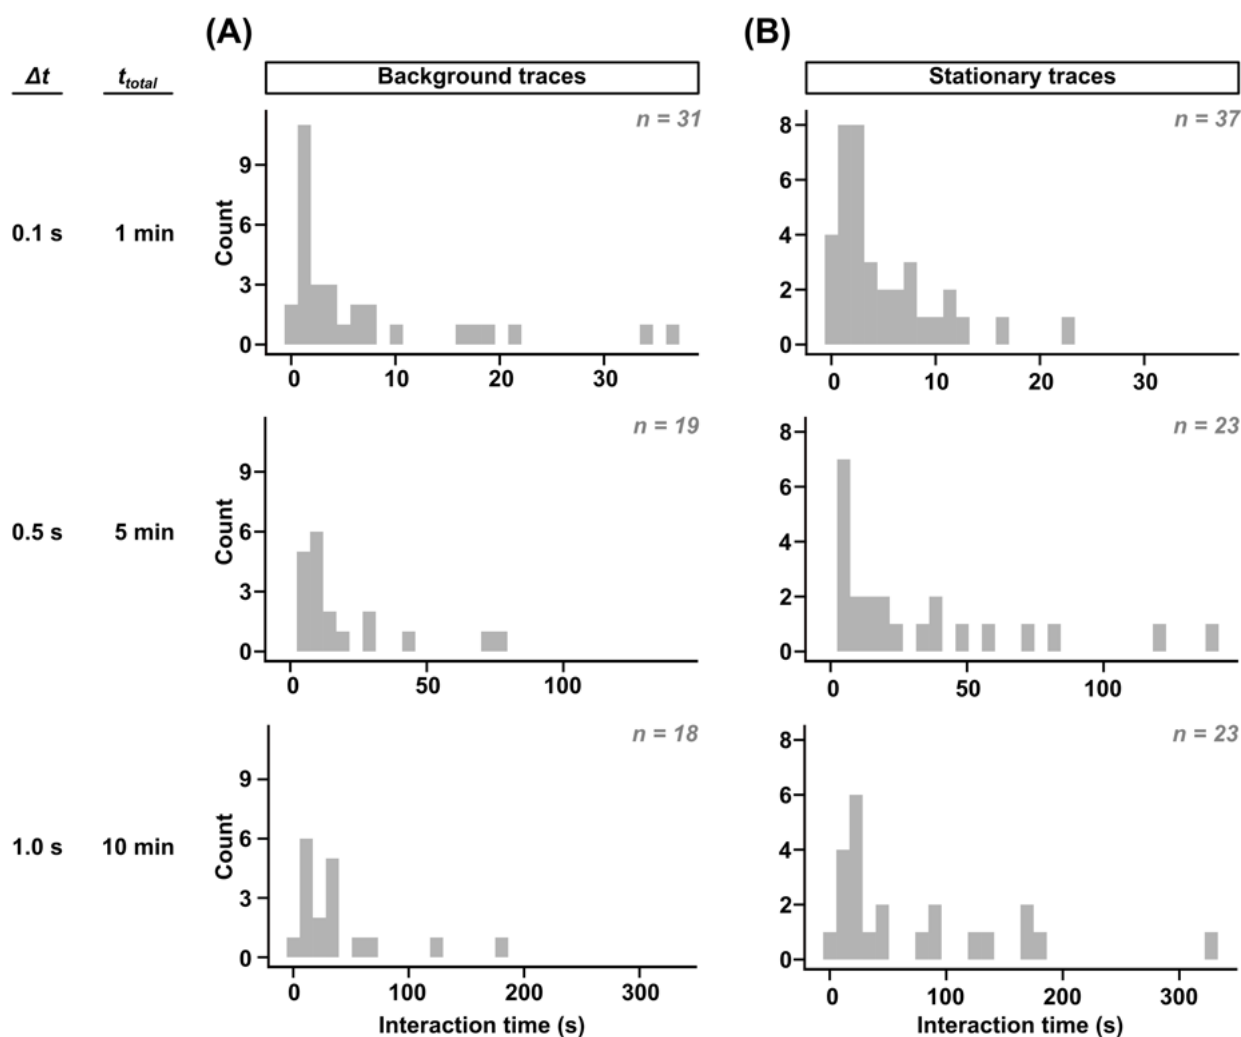 (A) (B)
Δt t_total Background traces Stationary traces
n = 31 n = 37
0.1 s 1 min
Count
9
6
3
0
0 10 20 30
8
6
4
2
0
0 10 20 30
n = 19 n = 23
0.5 s 5 min
Count
9
6
3
0
0 50 100
8
6
4
2
0
0 50 100
n = 18 n = 23
1.0 s 10 min
Count
9
6
3
0
0 100 200 300
Interaction time (s)
8
6
4
2
0
0 100 200 300
Interaction time (s)